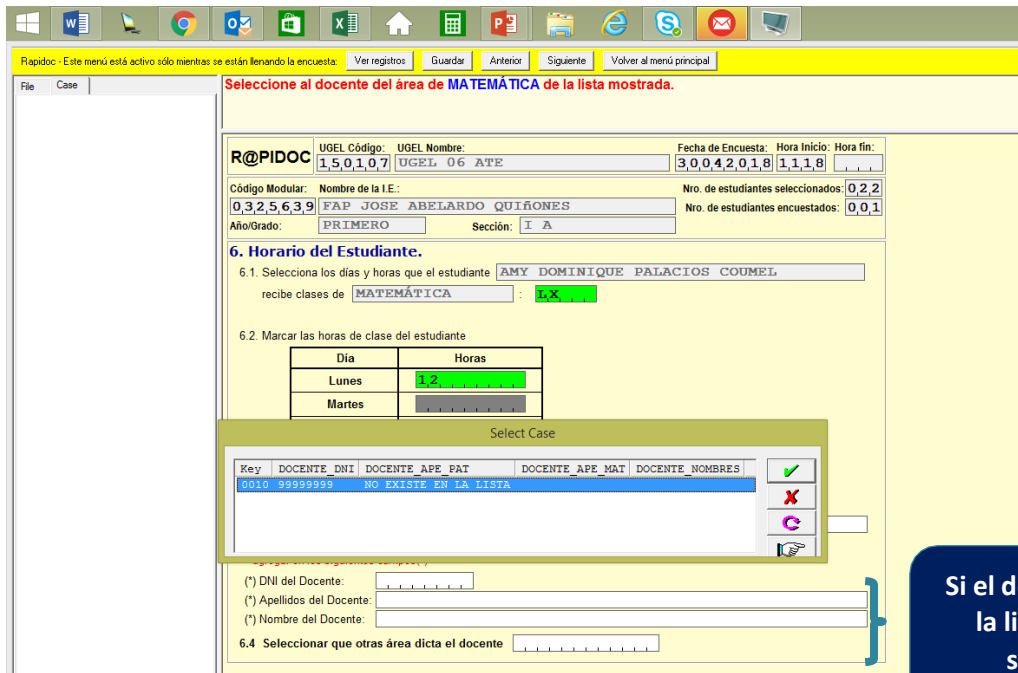 Rapidoc - Este menú está activo sólo mientras se están llenando la encuesta: Ver registros Guardar Anterior Siguiente Volver al menú principal
File Case
Seleccione al docente del área de MATEMÁTICA de la lista mostrada.
R@PIDOC
UGEL Código: UGEL Nombre: Fecha de Encuesta: Hora Inicio: Hora fin:
150107 UGEL 06 ATE 30042018 1118
Código Modular: Nombre de la I.E.: Nro. de estudiantes seleccionados: 022
0325639 FAP JOSE ABELARDO QUIñONES Nro. de estudiantes encuestados: 001
Año/Grado: PRIMERO Sección: I A
6. Horario del Estudiante.
6.1. Selecciona los días y horas que el estudiante AMY DOMINIQUE PALACIOS COUMEL
recibe clases de MATEMÁTICA : LX
6.2. Marcar las horas de clase del estudiante
Día Horas
Lunes 12
Martes
Select Case
Key DOCENTE_DNI DOCENTE_APE_PAT DOCENTE_APE_MAT DOCENTE_NOMBRES
0010 99999999 NO EXISTE EN LA LISTA
(*) DNI del Docente:
(*) Apellidos del Docente:
(*) Nombre del Docente:
6.4 Seleccionar que otras área dicta el docente
Si el d
la li
s